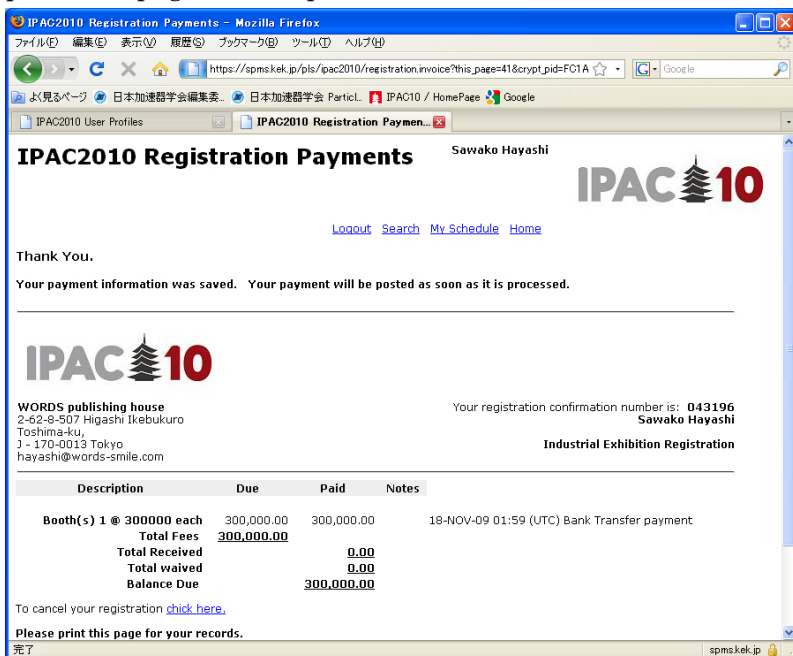 IPAC2010 Registration Payments - Mozilla Firefox
ファイル(F) 編集(E) 表示(V) 履歴(S) ブックマーク(B) ツール(T) ヘルプ(H)
https://spms.kek.jp/pls/ipac2010/registration.invoice?this_page=41&crypt_pid=FC1A
Google
よく見るページ 日本加速器学会編集委... 日本加速器学会 Particl... IPAC10 / HomePage Google
IPAC2010 User Profiles IPAC2010 Registration Paymen...
IPAC2010 Registration Payments
Sawako Hayashi
IPAC 10
Logout Search My Schedule Home
Thank You.
Your payment information was saved. Your payment will be posted as soon as it is processed.
IPAC 10
WORDS publishing house
2-62-8-507 Higashi Ikebukuro
Toshima-ku,
J - 170-0013 Tokyo
hayashi@words-smile.com
Your registration confirmation number is: 043196
Sawako Hayashi
Industrial Exhibition Registration
Description Due Paid Notes
Booth(s) 1 @ 300000 each 300,000.00 300,000.00 18-NOV-09 01:59 (UTC) Bank Transfer payment
Total Fees 300,000.00
Total Received 0.00
Total waived 0.00
Balance Due 300,000.00
To cancel your registration chick here.
Please print this page for your records.
完了
spms.kek.jp